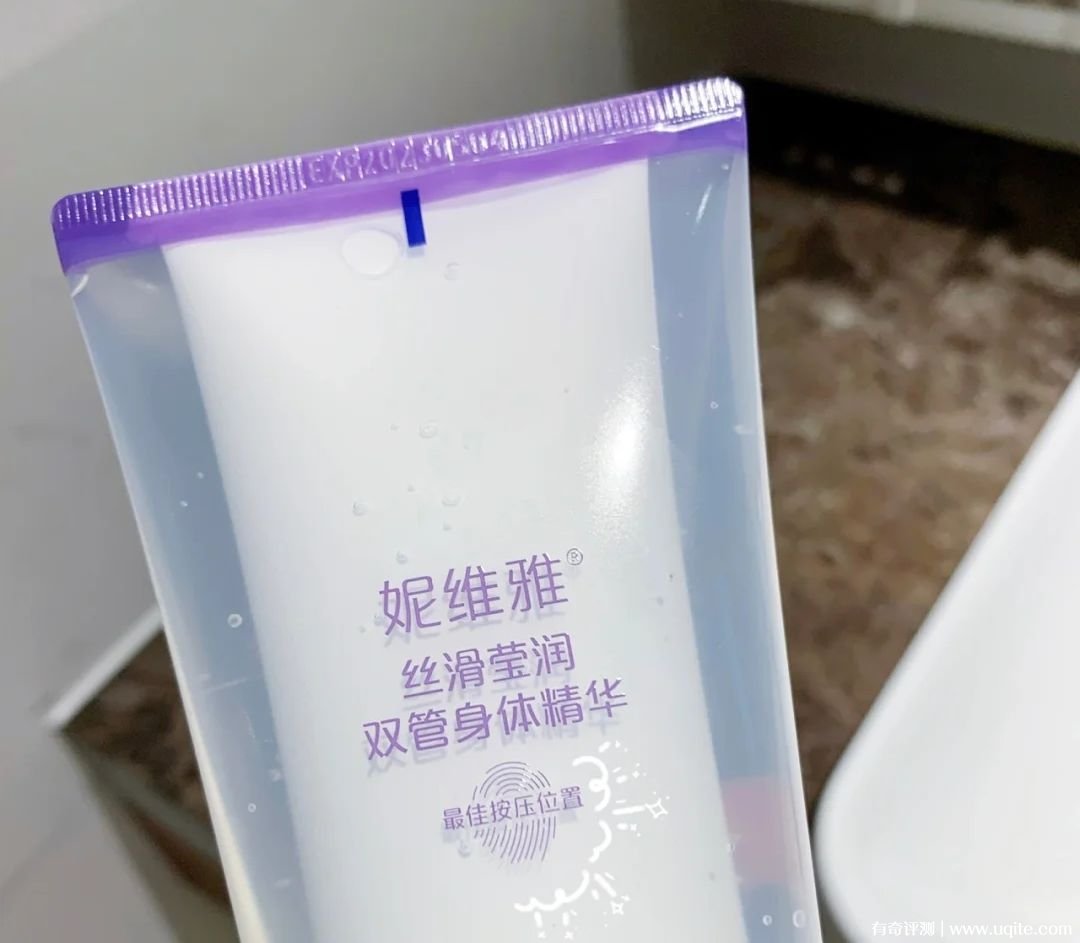 妮维雅®
丝滑莹润
双管身体精华
最佳按压位置
有奇评测 | www.uqite.com